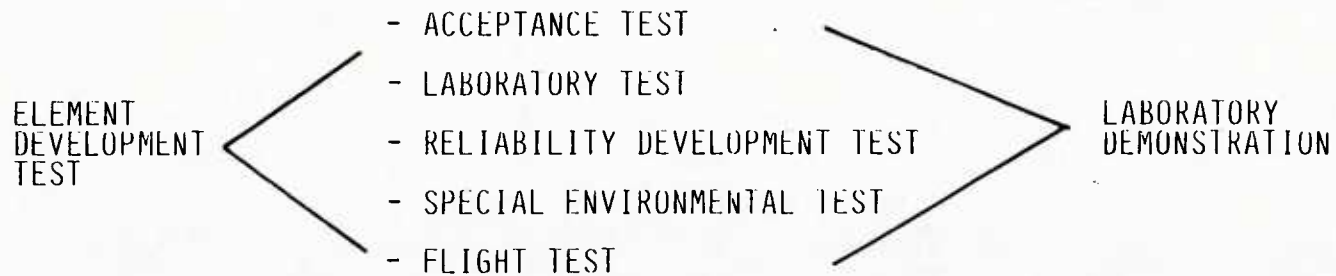 ELEMENT
DEVELOPMENT
TEST
- ACCEPTANCE TEST
- LABORATORY TEST
- RELIABILITY DEVELOPMENT TEST
- SPECIAL ENVIRONMENTAL TEST
- FLIGHT TEST
LABORATORY
DEMONSTRATION